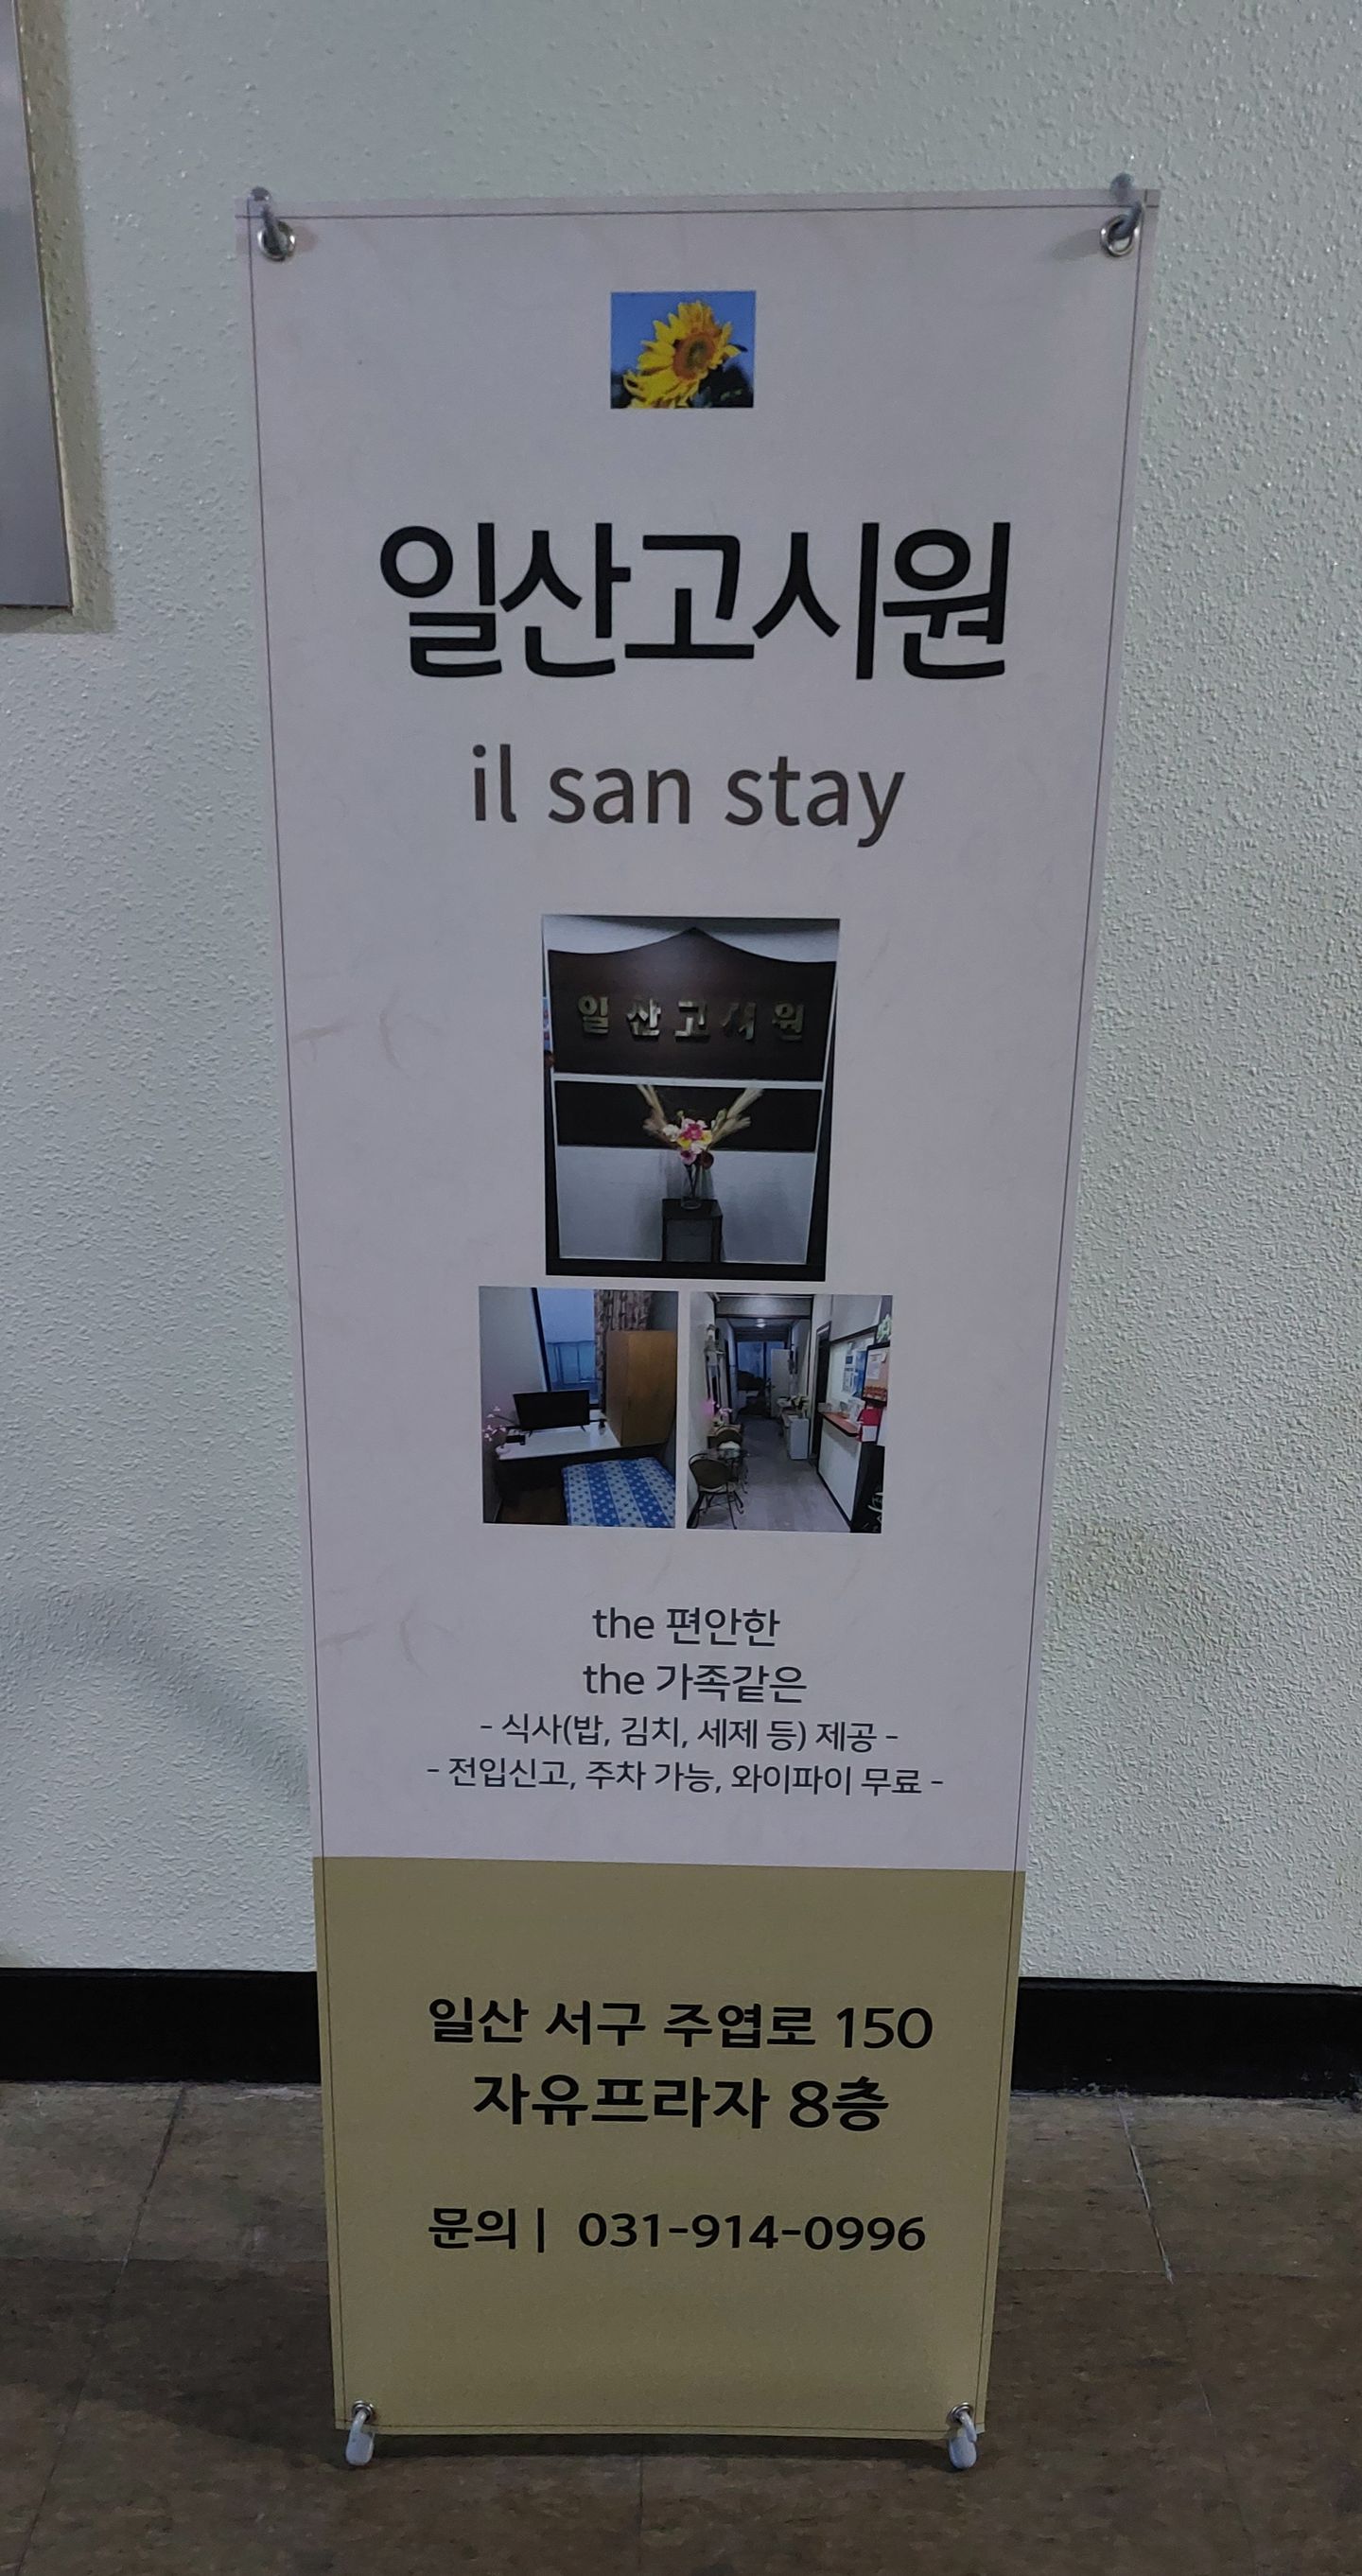 일산고시원
il san stay
일산고시원
the 편안한
the 가족같은
- 식사(밥, 김치, 세제 등) 제공 -
- 전입신고, 주차 가능, 와이파이 무료 -
일산 서구 주엽로 150
자유프라자 8층
문의 | 031-914-0996